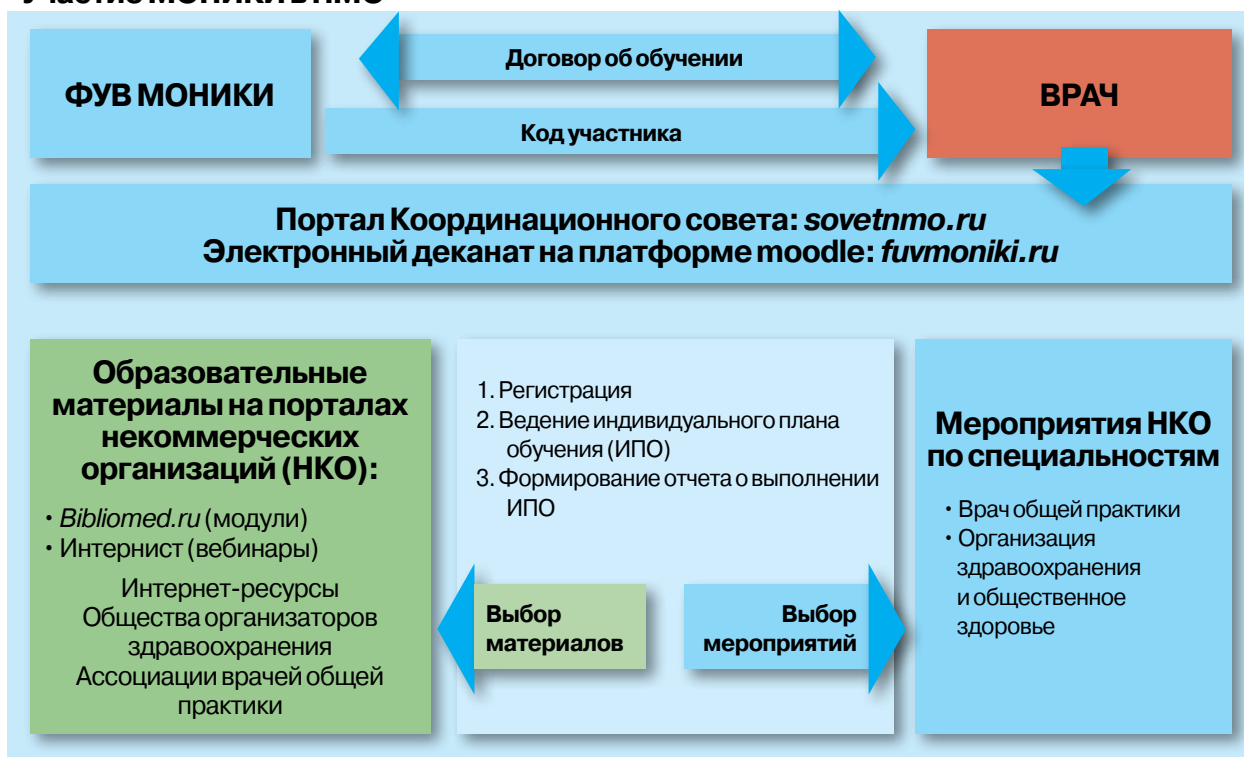 Участие МОНИКИ в НМО
ФУВ МОНИКИ
Договор об обучении
Код участника
ВРАЧ
Портал Координационного совета: sovetnmo.ru
Электронный деканат на платформе moodle: fuvmoniki.ru
Образовательные
материалы на порталах
некоммерческих
организаций (НКО):
• Bibliomed.ru (модули)
• Интернист (вебинары)
Интернет-ресурсы
Общества организаторов
здравоохранения
Ассоциации врачей общей
практики
1. Регистрация
2. Ведение индивидуального плана
обучения (ИПО)
3. Формирование отчета о выполнении
ИПО
Выбор
материалов
Выбор
мероприятий
Мероприятия НКО
по специальностям
• Врач общей практики
• Организация
здравоохранения
и общественное
здоровье